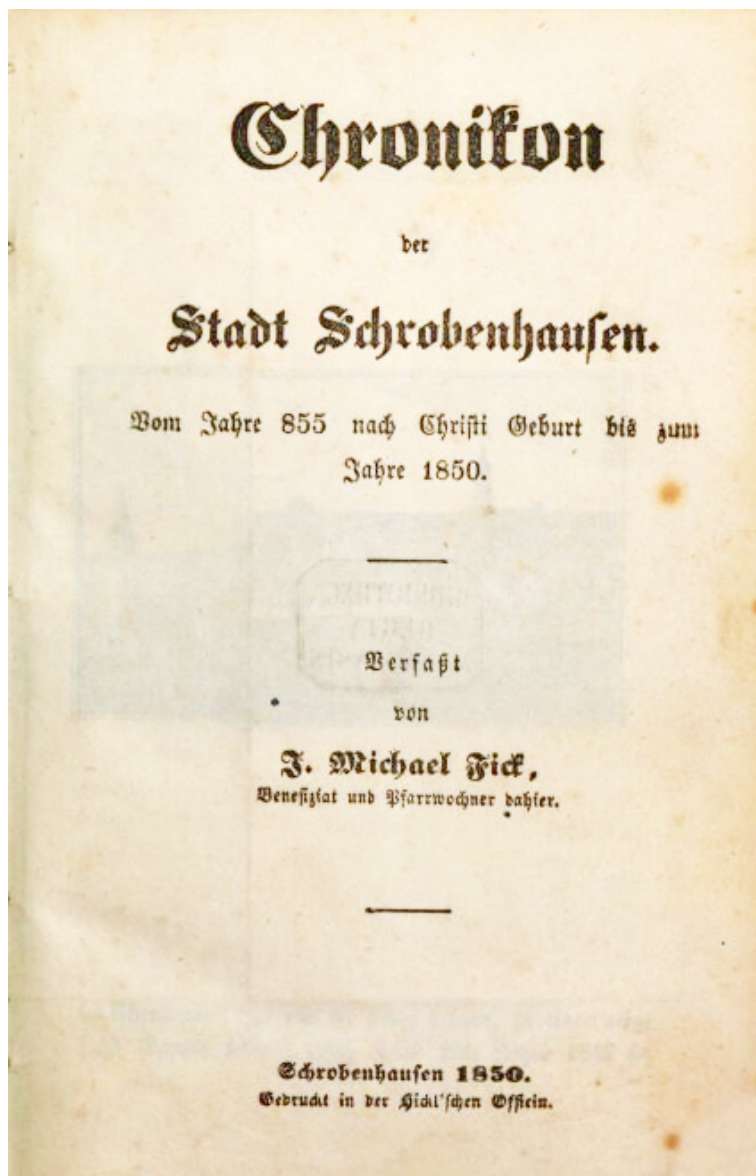 Chronikon
der
Stadt Schrobenhausen.
Vom Jahre 855 nach Christi Geburt bis zum
Jahre 1850.
Verfaßt
von
J. Michael Fick,
Benefiziat und Pfarrwochner dahier.
Schrobenhausen 1850.
Gedruckt in der Hickl'schen Offizin.